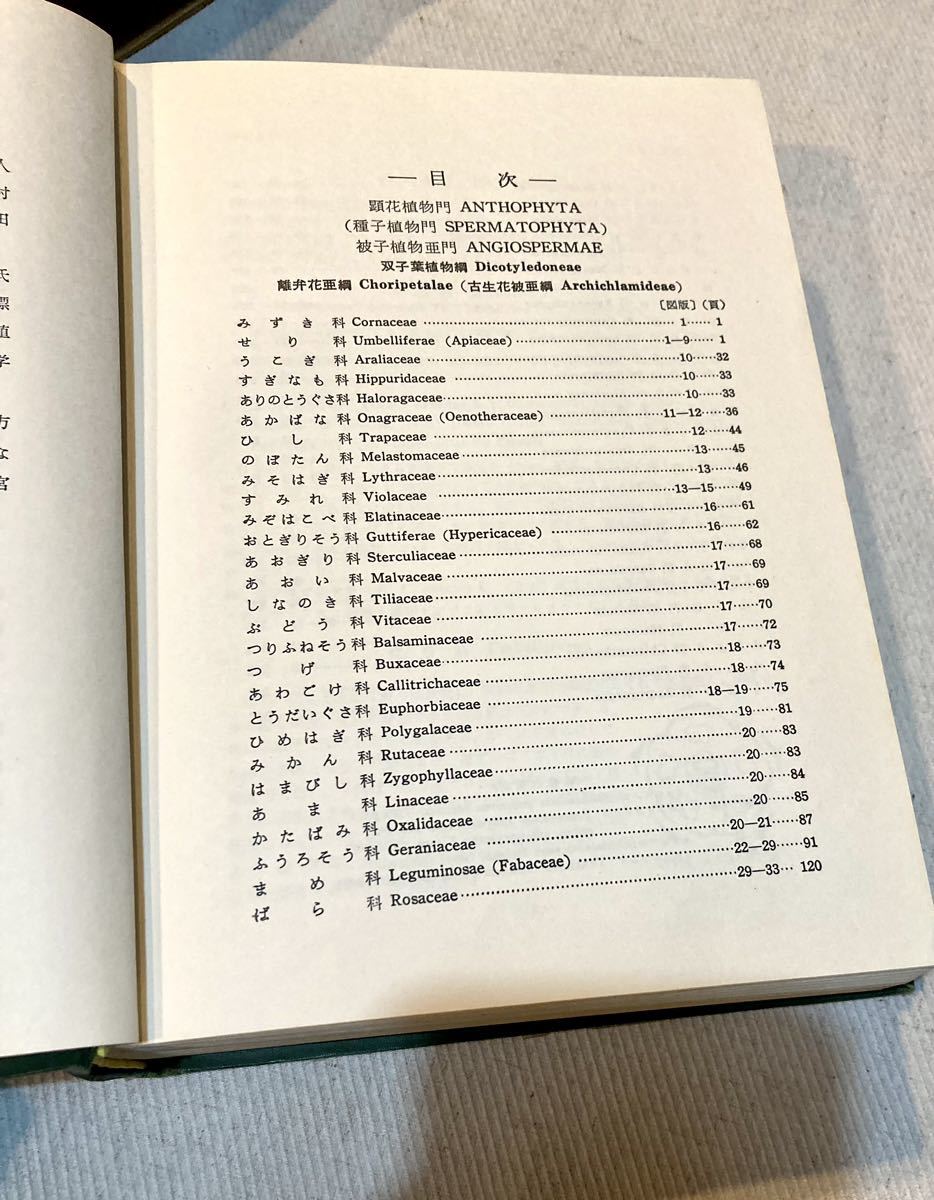 人
村
田
氏
標
植
学
方
な
宮
— 目 次 —
顕花植物門 ANTHOPHYTA
(種子植物門 SPERMATOPHYTA)
被子植物亜門 ANGIOSPERMAE
双子葉植物綱 Dicotyledoneae
離弁花亜綱 Choripetalae (古生花被亜綱 Archichlamideae)
〔図版〕(頁)
みずき科 Cornaceae …… 1…… 1
せり科 Umbelliferae (Apiaceae) …… 1—9…… 1
うこぎ科 Araliaceae …… 10……32
すぎなも科 Hippuridaceae …… 10……33
ありのとうぐさ科 Haloragaceae …… 10……33
あかばな科 Onagraceae (Oenotheraceae) …… 11—12……36
ひし科 Trapaceae …… 12……44
のぼたん科 Melastomaceae …… 13……45
みそはぎ科 Lythraceae …… 13……46
すみれ科 Violaceae …… 13—15……49
みぞはこべ科 Elatinaceae …… 16……61
おとぎりそう科 Guttiferae (Hypericaceae) …… 16……62
あおぎり科 Sterculiaceae …… 17……68
あおい科 Malvaceae …… 17……69
しなのき科 Tiliaceae …… 17……69
ぶどう科 Vitaceae …… 17……70
つりふねそう科 Balsaminaceae …… 17……72
つげ科 Buxaceae …… 18……73
あわごけ科 Callitrichaceae …… 18……74
とうだいぐさ科 Euphorbiaceae …… 18—19……75
ひめはぎ科 Polygalaceae …… 19……81
みかん科 Rutaceae …… 20……83
はまびし科 Zygophyllaceae …… 20……83
あま科 Linaceae …… 20……84
かたばみ科 Oxalidaceae …… 20……85
ふうろそう科 Geraniaceae …… 20—21……87
まめ科 Leguminosae (Fabaceae) …… 22—29……91
ばら科 Rosaceae …… 29—33… 120